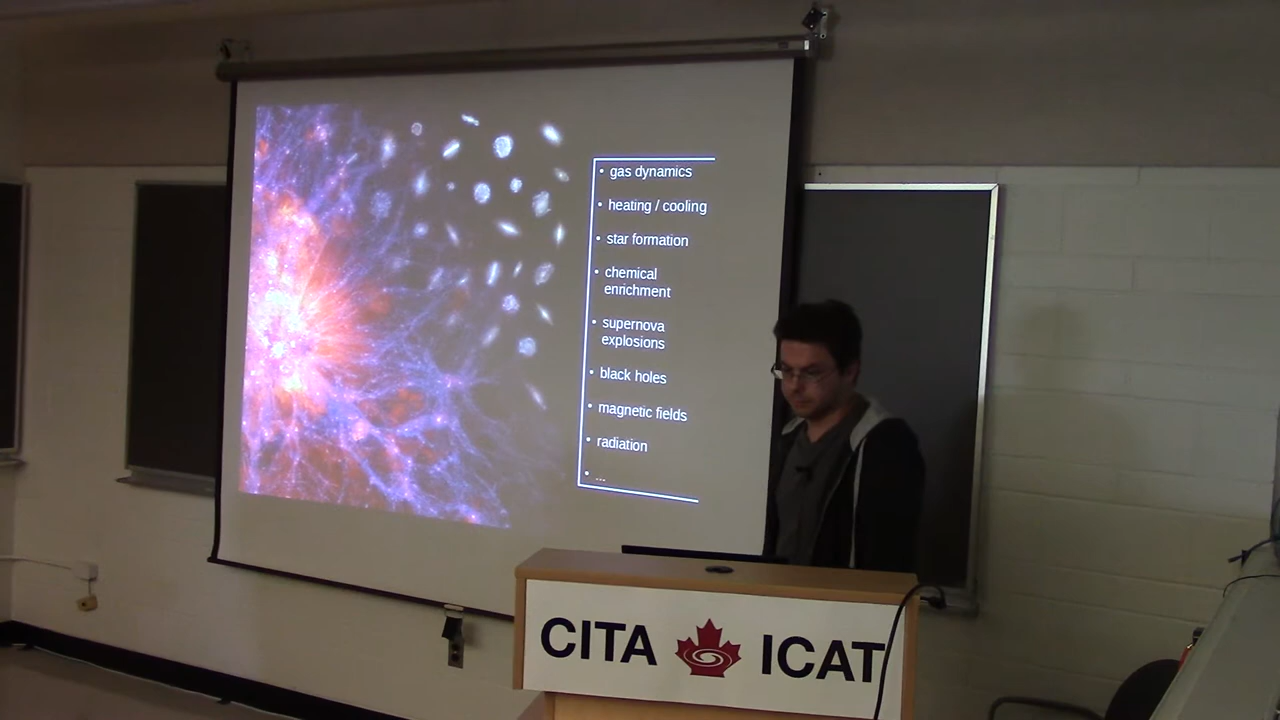 • gas dynamics
• heating / cooling
• star formation
• chemical
enrichment
• supernova
explosions
• black holes
• magnetic fields
• radiation
• ...
CITA ICAT